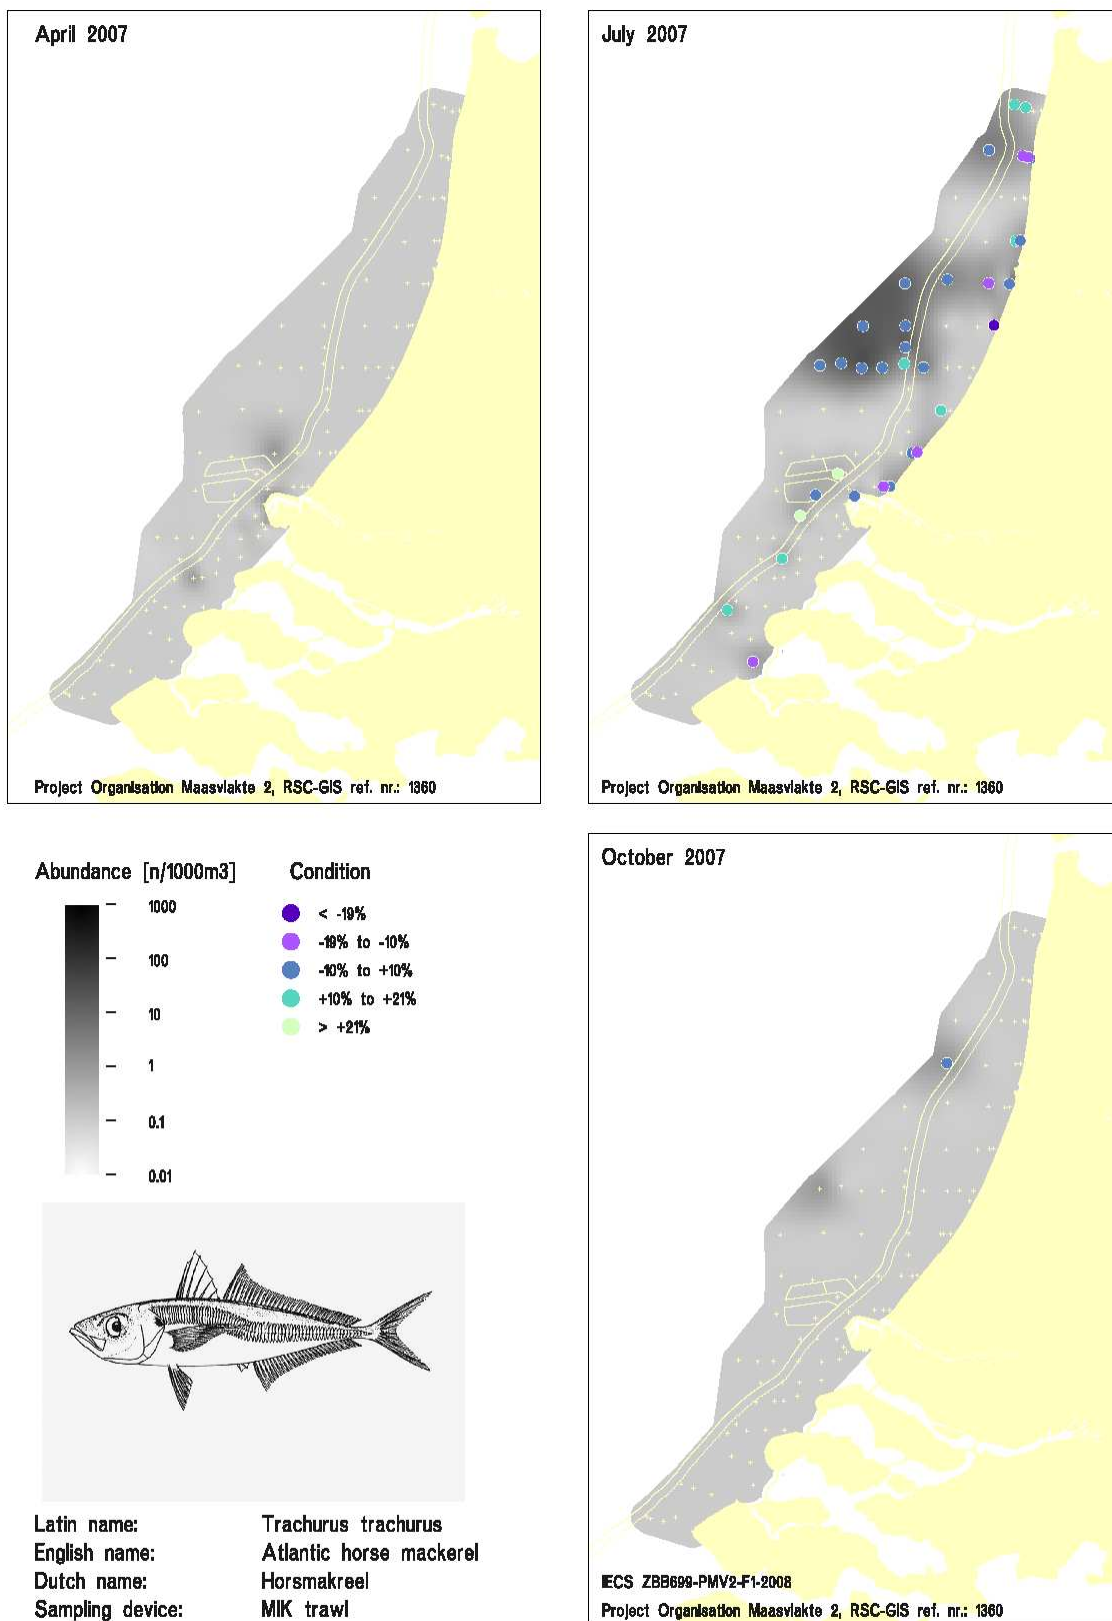 April 2007
Project Organisation Maasvlakte 2, RSC-GIS ref. nr.: 1360
July 2007
Project Organisation Maasvlakte 2, RSC-GIS ref. nr.: 1360
Abundance [n/1000m3]
1000
100
10
1
0.1
0.01
Condition
< -19%
-19% to -10%
-10% to +10%
+10% to +21%
> +21%
Latin name: Trachurus trachurus
English name: Atlantic horse mackerel
Dutch name: Horsmakreel
Sampling device: MIK trawl
October 2007
IECS ZBB699-PMV2-F1-2008
Project Organisation Maasvlakte 2, RSC-GIS ref. nr.: 1360